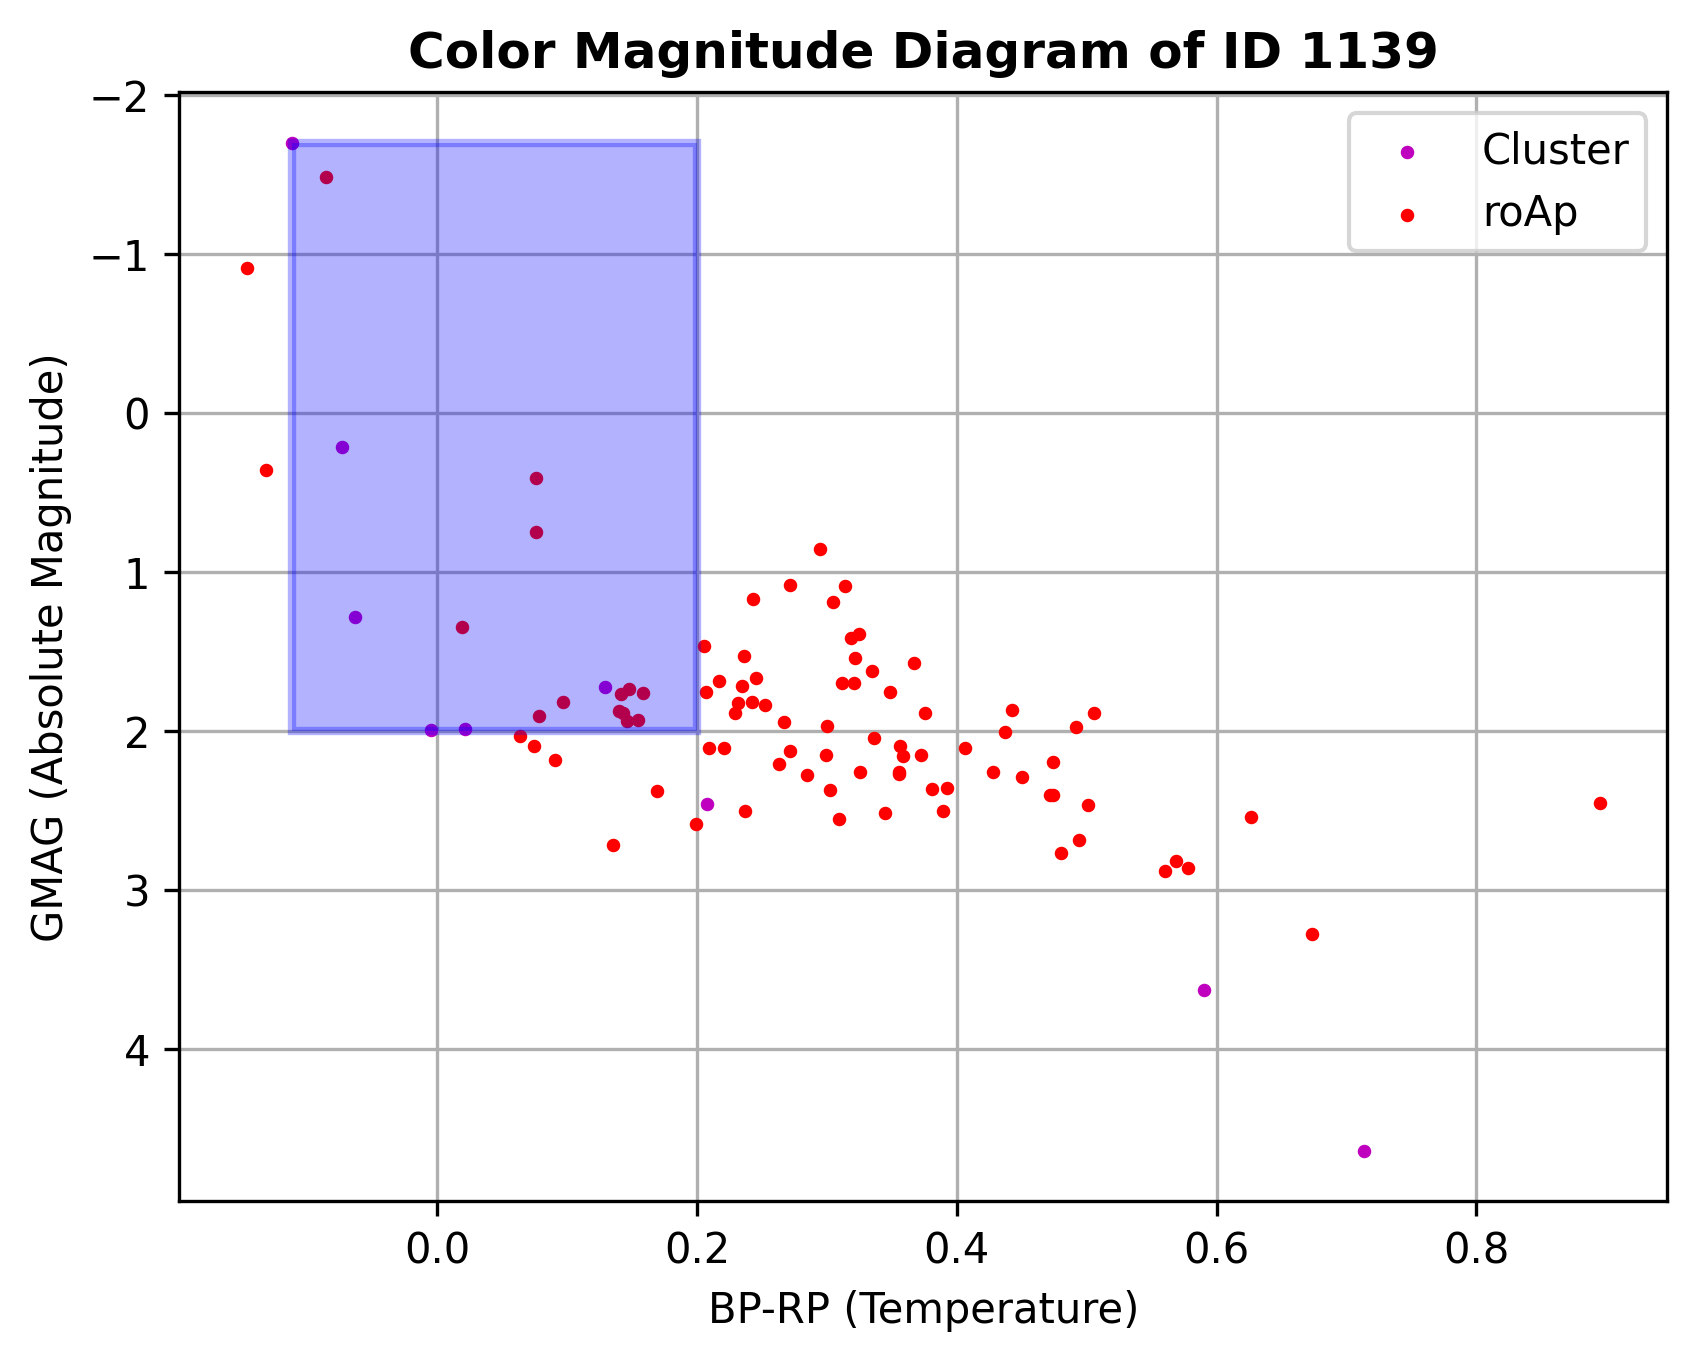 Color Magnitude Diagram of ID 1139
Cluster
roAp
GMAG (Absolute Magnitude)
−2
−1
0
1
2
3
4
0.0 0.2 0.4 0.6 0.8
BP-RP (Temperature)